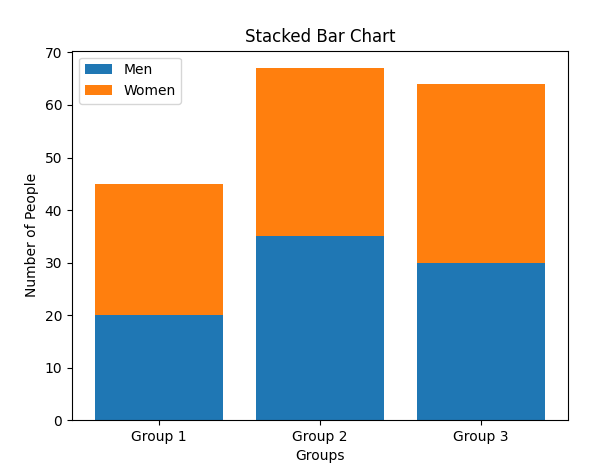 Stacked Bar Chart
Men
Women
Number of People
70
60
50
40
30
20
10
0
Group 1
Group 2
Group 3
Groups